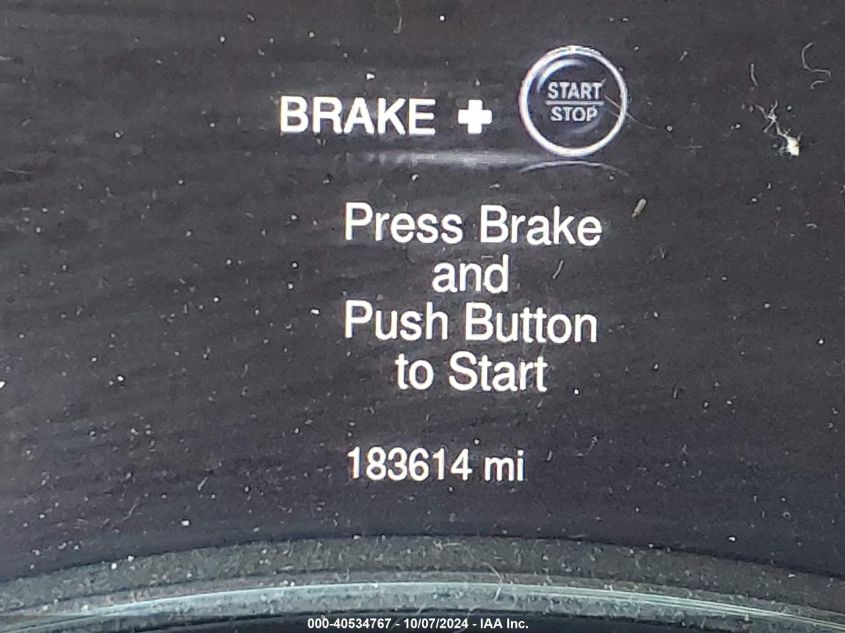 BRAKE + START
STOP
Press Brake
and
Push Button
to Start
183614 mi
000-40534767 - 10/07/2024 - IAA Inc.